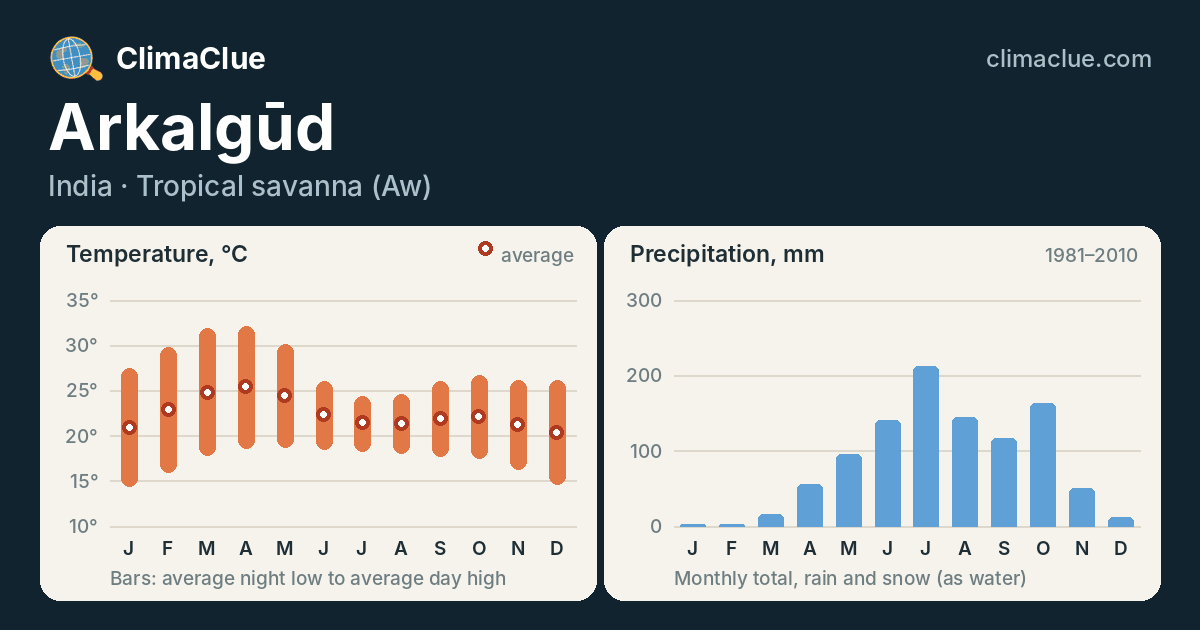 ClimaClue
climaclue.com
Arkalgūd
India · Tropical savanna (Aw)
Temperature, °C
average
35°
30°
25°
20°
15°
10°
J F M A M J J A S O N D
Bars: average night low to average day high
Precipitation, mm
1981–2010
300
200
100
0
J F M A M J J A S O N D
Monthly total, rain and snow (as water)